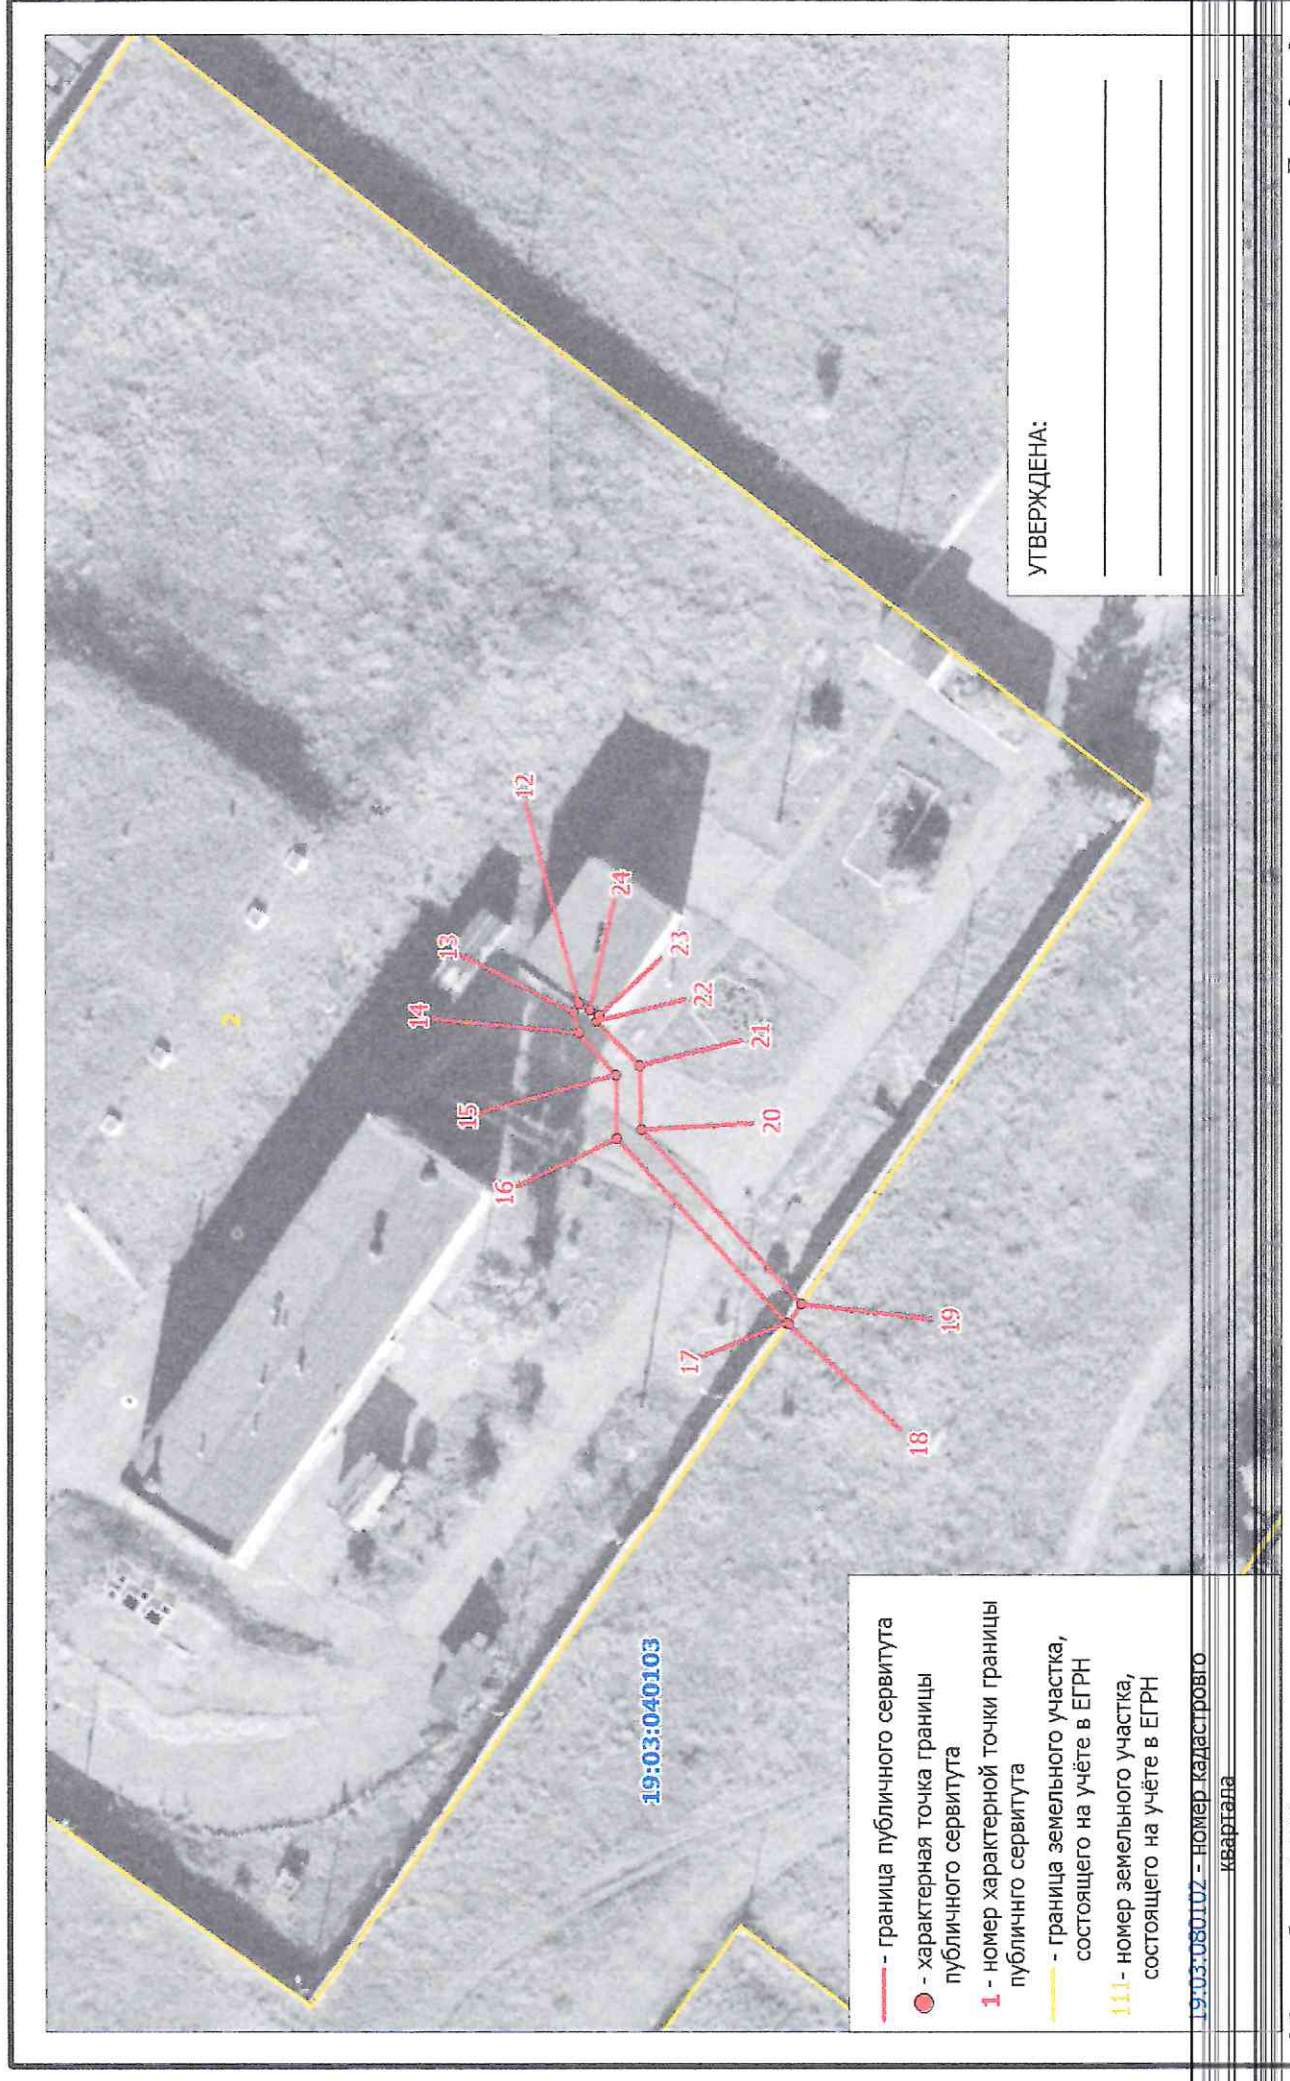 2
12
13
14
15
16
17
18
19
20
21
22
23
24
19:03:040103
- граница публичного сервитута
- характерная точка границы
публичного сервитута
1 - номер характерной точки границы
публичнго сервитута
- граница земельного участка,
состоящего на учёте в ЕГРН
111- номер земельного участка,
состоящего на учёте в ЕГРН
19:03:080102 - номер кадастровго
квартала
УТВЕРЖДЕНА: